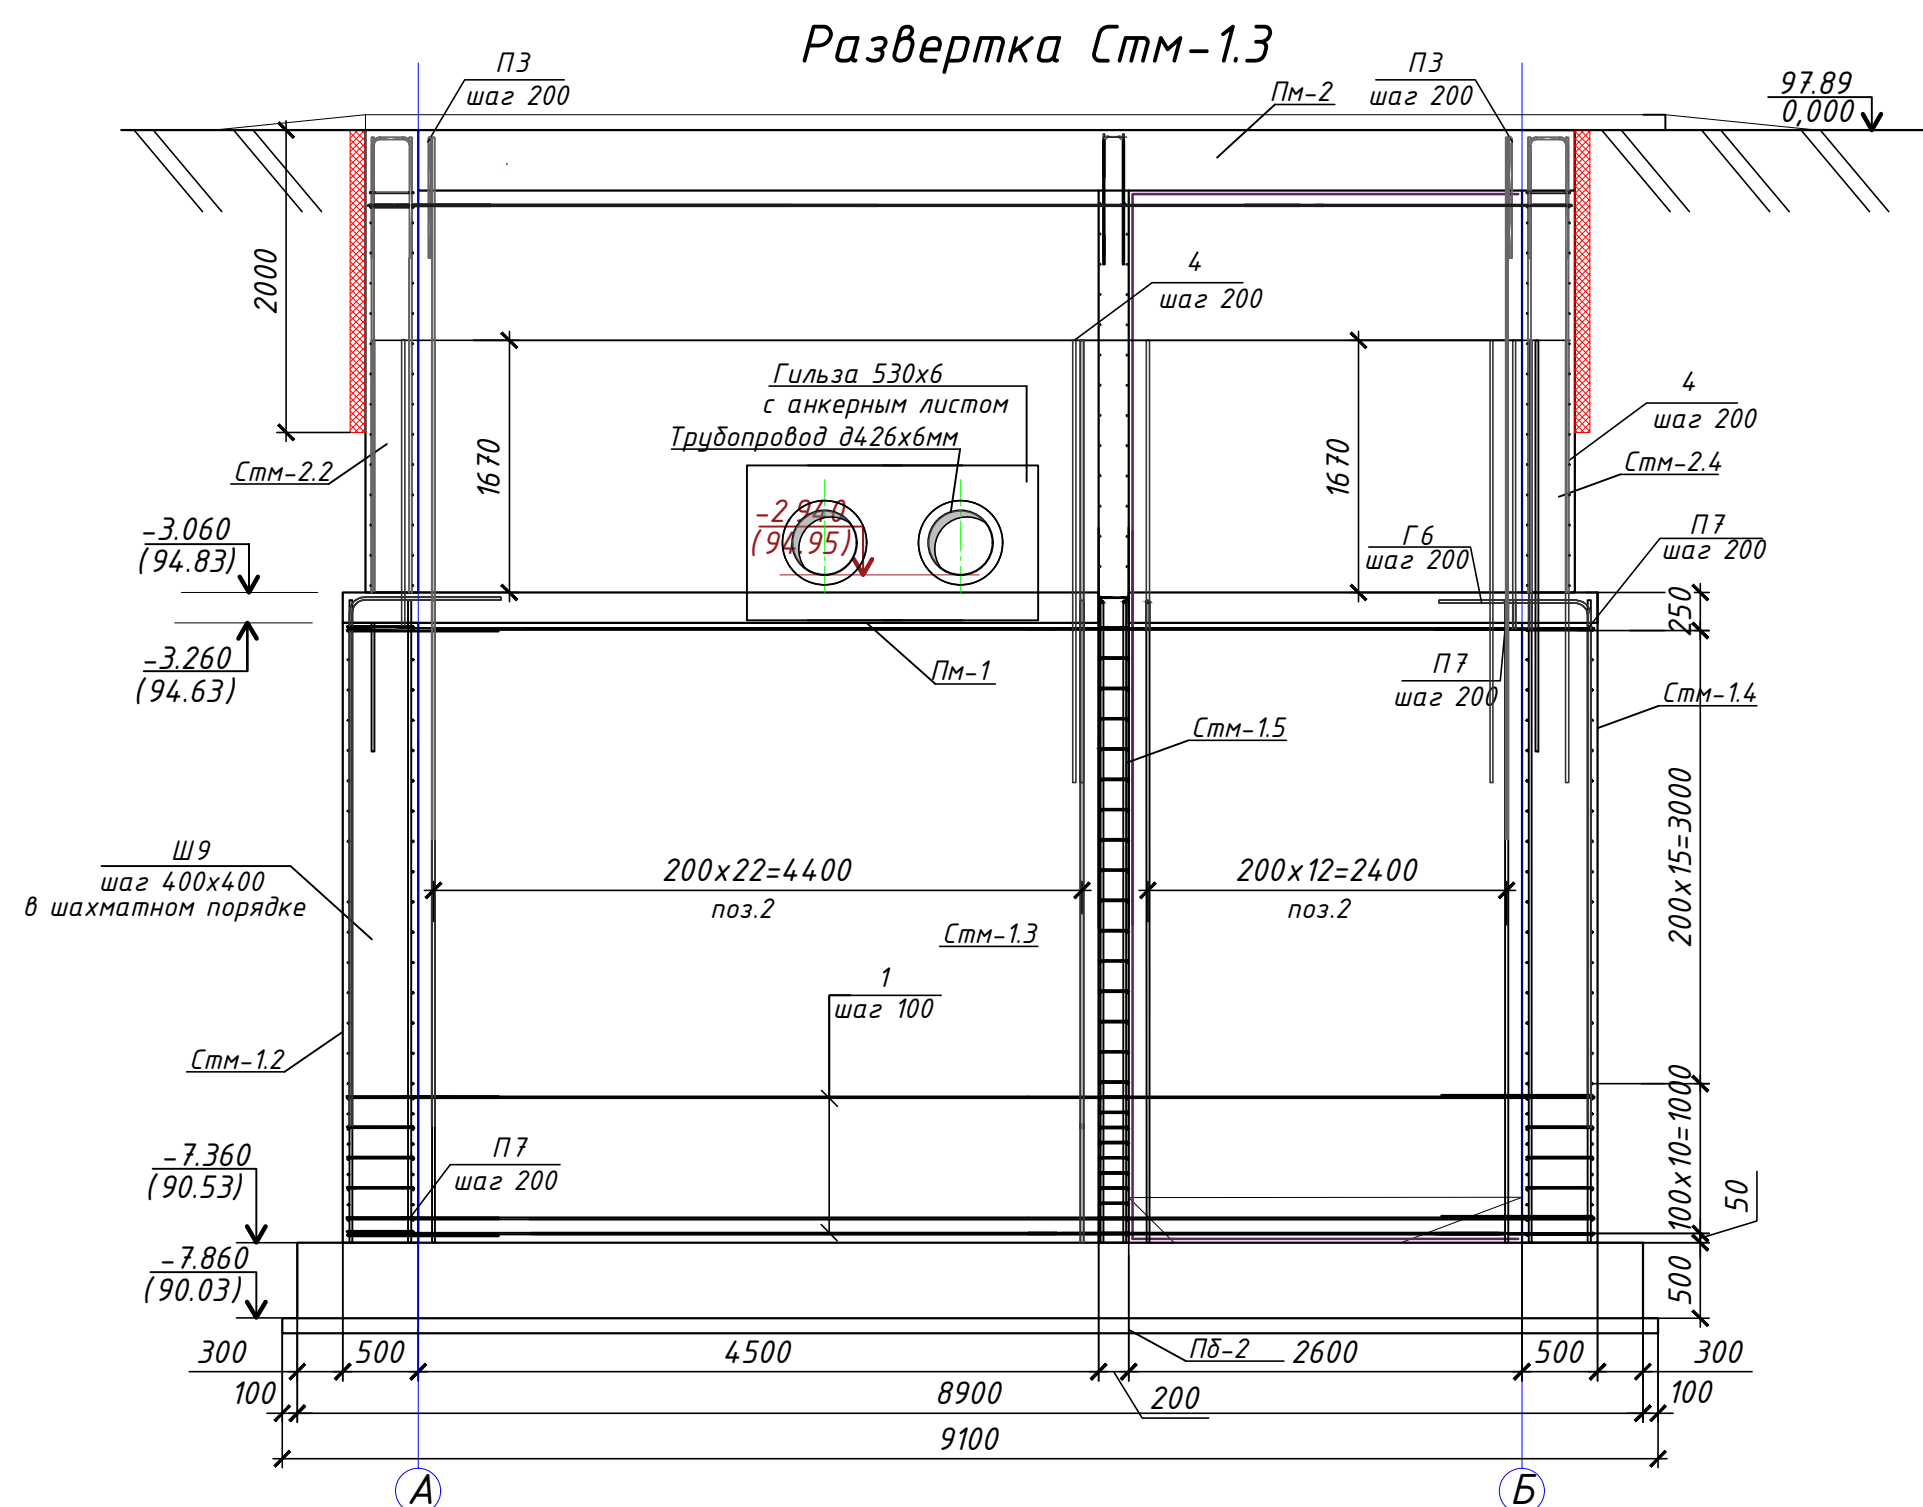 Развертка Стм-1.3
П3
шаг 200
Пм-2
П3
шаг 200
97.89
0,000
2000
4
шаг 200
Гильза 530х6
с анкерным листом
Трубопровод д426х6мм
4
шаг 200
Стм-2.2
1670
1670
Стм-2.4
-2.940
(94.95)
-3.060
(94.83)
Г6
шаг 200
П7
шаг 200
250
-3.260
(94.63)
Пм-1
П7
шаг 200
Стм-1.4
Стм-1.5
Ш9
шаг 400х400
в шахматном порядке
200х22=4400
поз.2
200х12=2400
поз.2
200х15=3000
Стм-1.3
1
шаг 100
Стм-1.2
100х10=1000
П7
шаг 200
-7.360
(90.53)
50
-7.860
(90.03)
500
300
500
4500
Пб-2
2600
500
300
100
8900
200
100
9100
А
Б